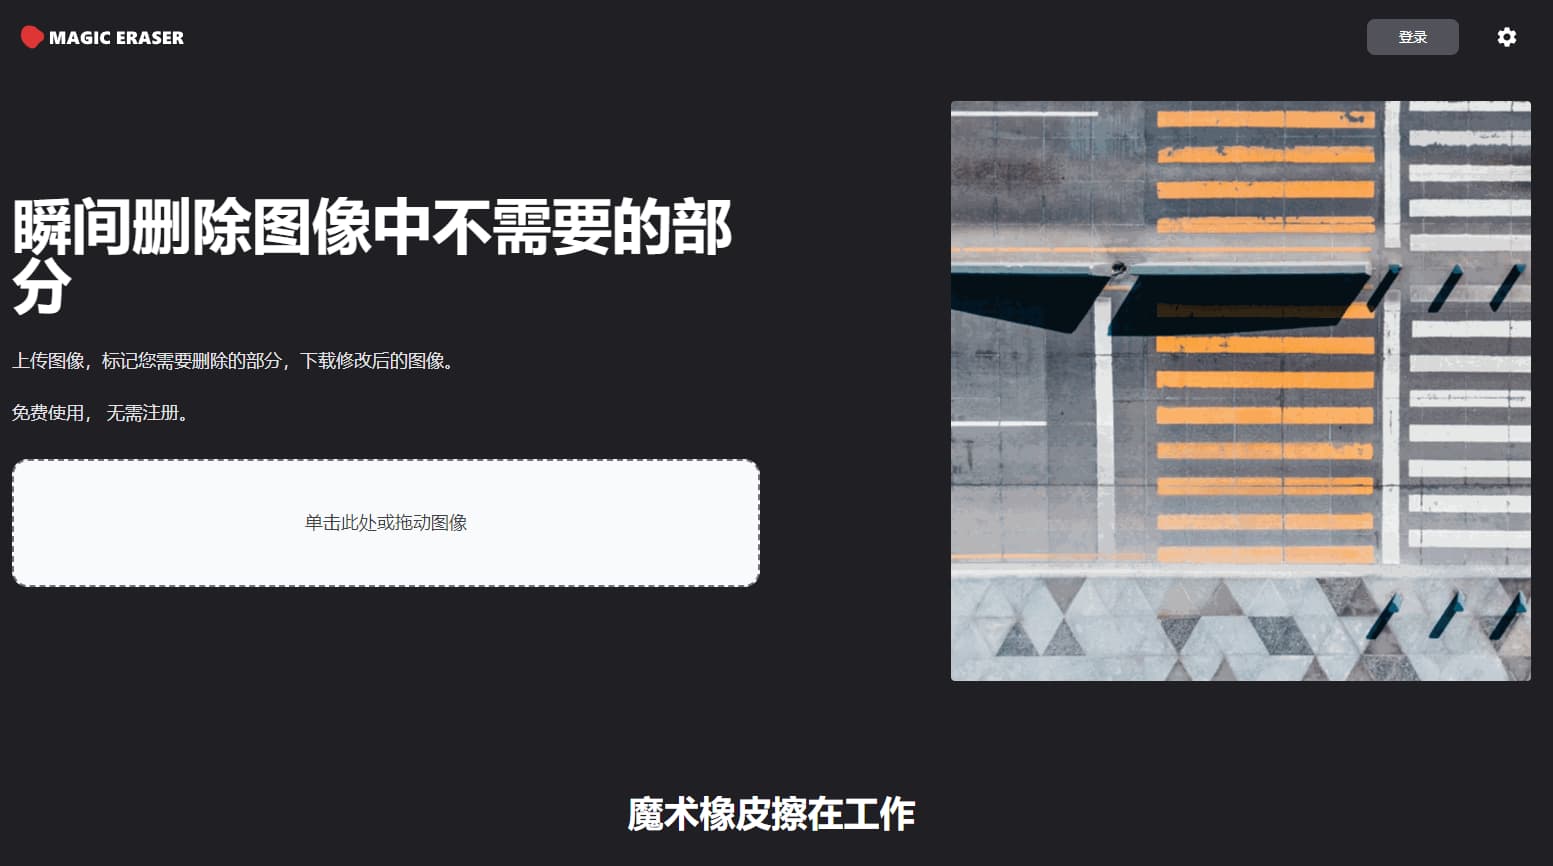 MAGIC ERASER
登录
瞬间删除图像中不需要的部
分
上传图像，标记您需要删除的部分，下载修改后的图像。
免费使用， 无需注册。
单击此处或拖动图像
魔术橡皮擦在工作